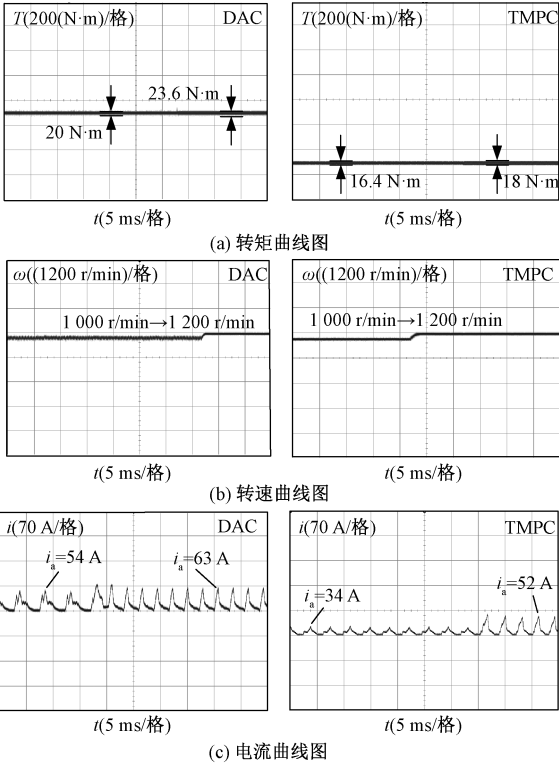 T(200(N·m)/格) DAC
23.6 N·m
20 N·m
t(5 ms/格)
T(200(N·m)/格) TMPC
16.4 N·m
18 N·m
t(5 ms/格)
(a) 转矩曲线图
ω((1200 r/min)/格) DAC
1 000 r/min→1 200 r/min
t(5 ms/格)
ω((1200 r/min)/格) TMPC
1 000 r/min→1 200 r/min
t(5 ms/格)
(b) 转速曲线图
i(70 A/格) DAC
ia=54 A
ia=63 A
t(5 ms/格)
i(70 A/格) TMPC
ia=34 A
ia=52 A
t(5 ms/格)
(c) 电流曲线图